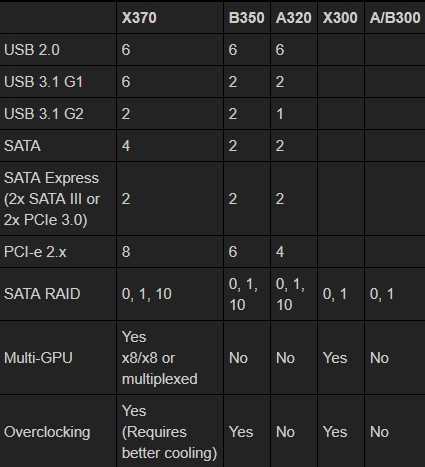 X370 B350 A320 X300 A/B300
USB 2.0 6 6 6
USB 3.1 G1 6 2 2
USB 3.1 G2 2 2 1
SATA 4 2 2
SATA Express
(2x SATA III or
2x PCIe 3.0) 2 2 2
PCI-e 2.x 8 6 4
SATA RAID 0, 1, 10 0, 1,
10 0, 1,
10 0, 1 0, 1
Multi-GPU Yes
x8/x8 or
multiplexed No No Yes No
Overclocking Yes
(Requires
better cooling) Yes No Yes No